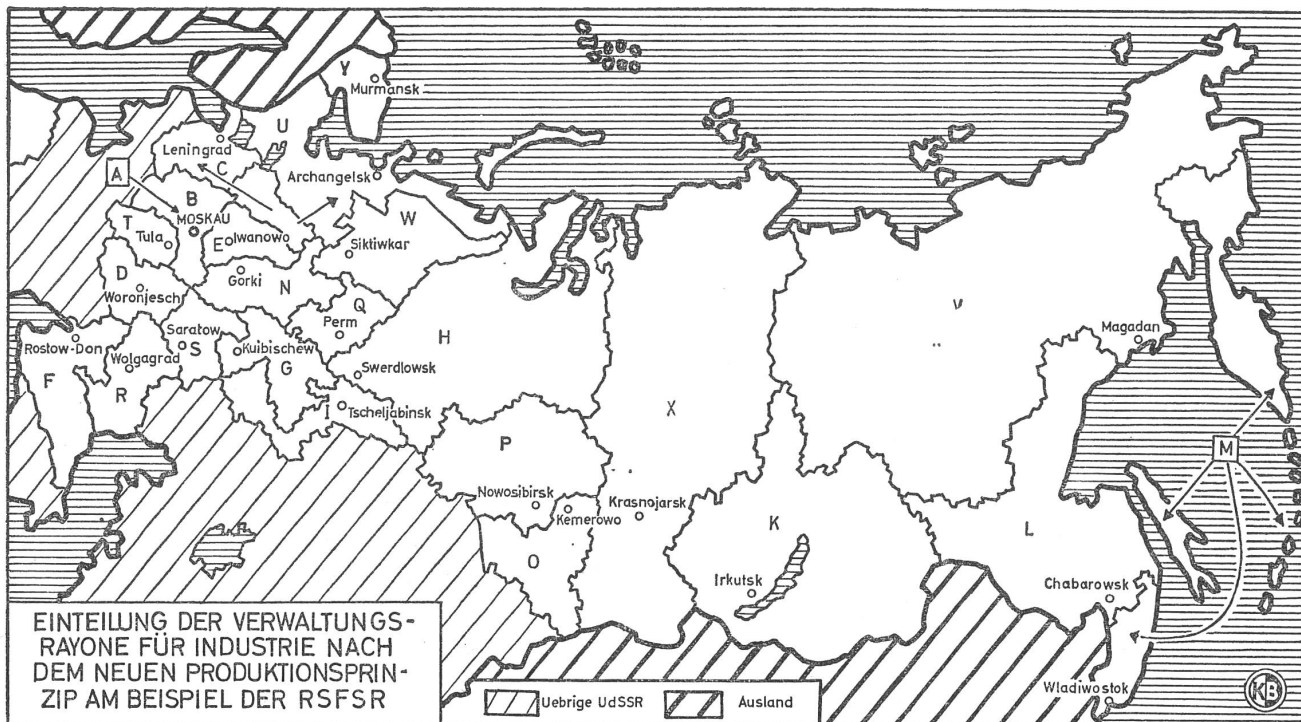 Y
Murmansk
U
Leningrad
C
A
Archangelsk
B
W
T
MOSKAU
Tula
E Iwanowo
Siktiwkar
D
Gorki
N
Woronjesch
Q
Saratow
Perm
V
Magadan
Rostow-Don
Wolgagrad
S
Kuibischew
H
F
G
Swerdlowsk
R
I
Tscheljabinsk
X
P
M
Nowosibirsk
Kemerowo
Krasnojarsk
K
L
O
Irkutsk
Chabarowsk
EINTEILUNG DER VERWALTUNGS-
RAYONE FÜR INDUSTRIE NACH
DEM NEUEN PRODUKTIONSPRIN-
ZIP AM BEISPIEL DER RSFSR
Uebrige UdSSR
Ausland
Wladiwostok
KB